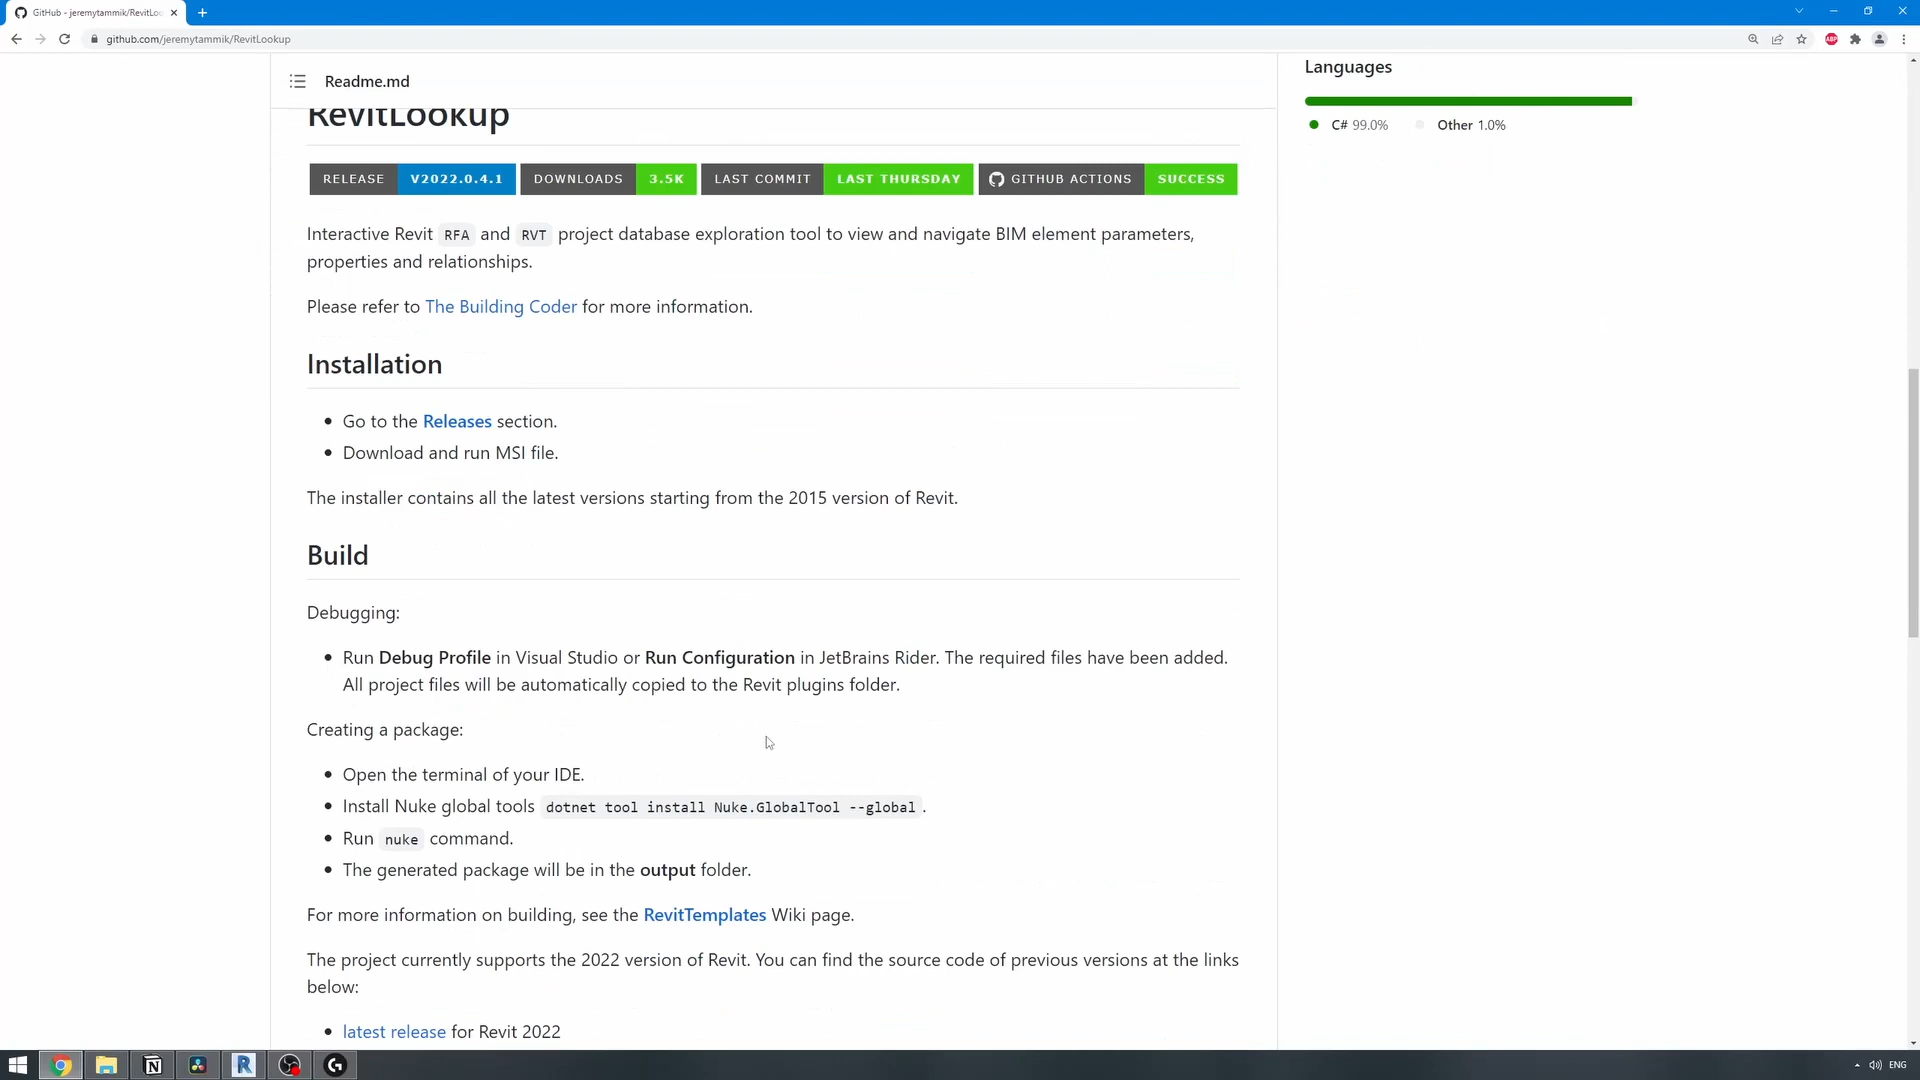 GitHub - jeremytammik/RevitLoo
github.com/jeremytammik/RevitLookup
ABP
Readme.md
RevitLookup
RELEASE V2022.0.4.1 DOWNLOADS 3.5K LAST COMMIT LAST THURSDAY GITHUB ACTIONS SUCCESS
Interactive Revit RFA and RVT project database exploration tool to view and navigate BIM element parameters,
properties and relationships.
Please refer to The Building Coder for more information.
Installation
Go to the Releases section.
Download and run MSI file.
The installer contains all the latest versions starting from the 2015 version of Revit.
Build
Debugging:
Run Debug Profile in Visual Studio or Run Configuration in JetBrains Rider. The required files have been added.
All project files will be automatically copied to the Revit plugins folder.
Creating a package:
Open the terminal of your IDE.
Install Nuke global tools dotnet tool install Nuke.GlobalTool --global .
Run nuke command.
The generated package will be in the output folder.
For more information on building, see the RevitTemplates Wiki page.
The project currently supports the 2022 version of Revit. You can find the source code of previous versions at the links
below:
latest release for Revit 2022
Languages
C# 99.0% Other 1.0%
ENG